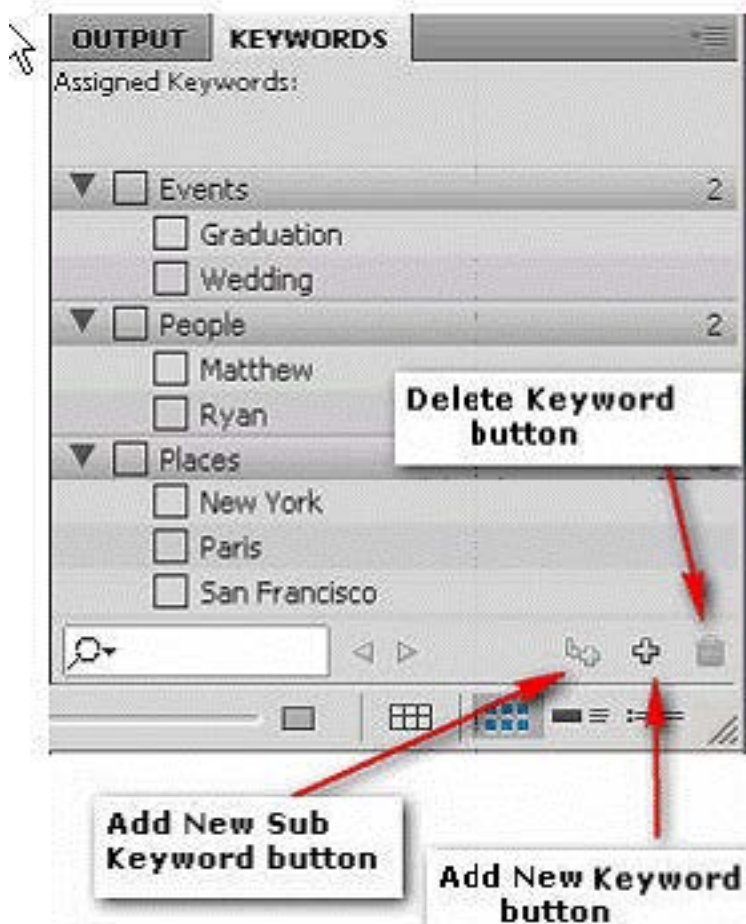 OUTPUT KEYWORDS
Assigned Keywords:
Events 2
Graduation
Wedding
People 2
Matthew
Ryan
Delete Keyword
button
Places
New York
Paris
San Francisco
Add New Sub
Keyword button
Add New Keyword
button